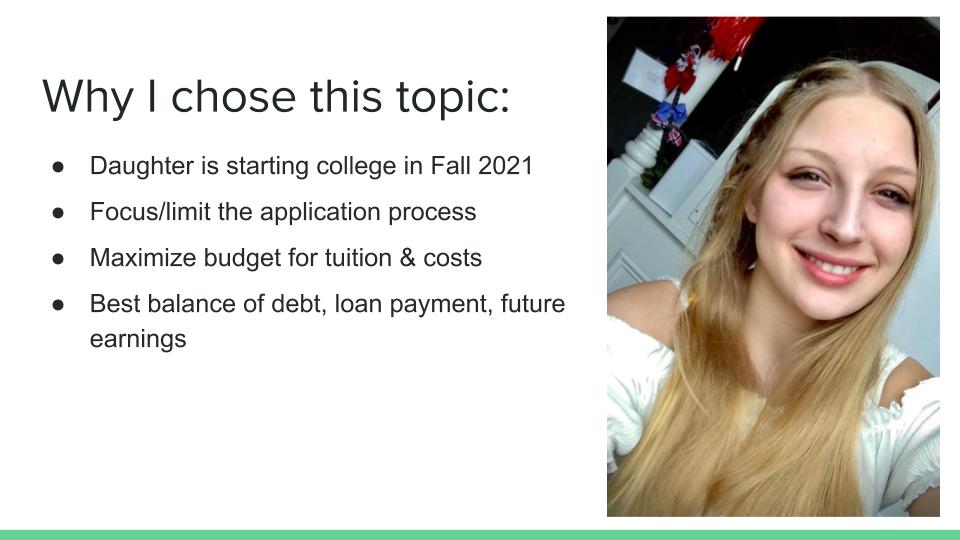 Why I chose this topic:
● Daughter is starting college in Fall 2021
● Focus/limit the application process
● Maximize budget for tuition & costs
● Best balance of debt, loan payment, future
earnings